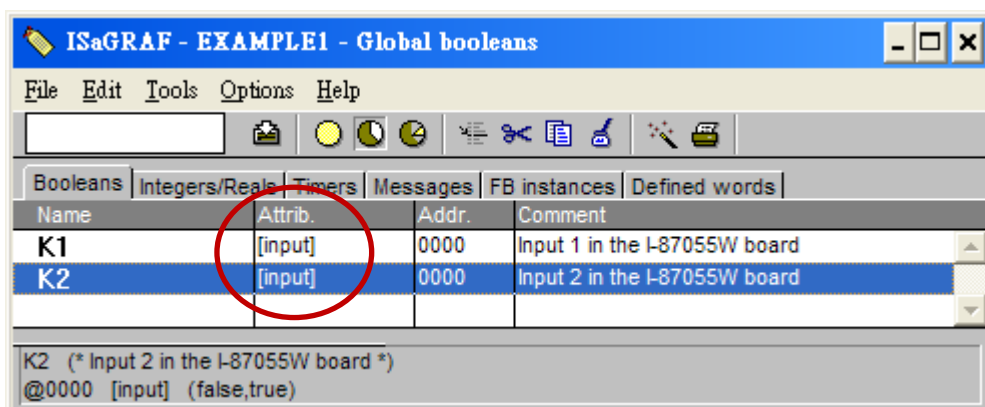 ISaGRAF - EXAMPLE1 - Global booleans
File Edit Tools Options Help
Booleans Integers/Reals Timers Messages FB instances Defined words
Name Attrib. Addr. Comment
K1 [input] 0000 Input 1 in the I-87055W board
K2 [input] 0000 Input 2 in the I-87055W board
K2 (* Input 2 in the I-87055W board *)
@0000 [input] (false,true)